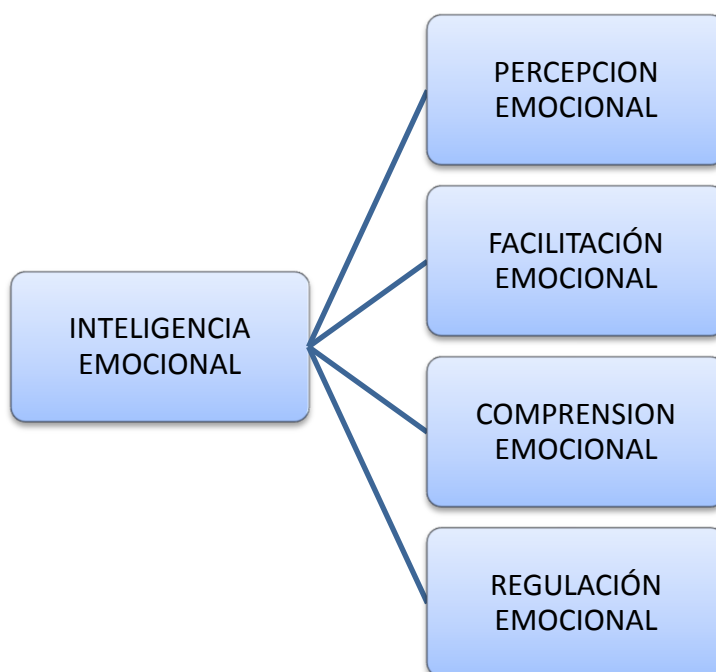 PERCEPCION
EMOCIONAL
FACILITACIÓN
EMOCIONAL
INTELIGENCIA
EMOCIONAL
COMPRENSION
EMOCIONAL
REGULACIÓN
EMOCIONAL